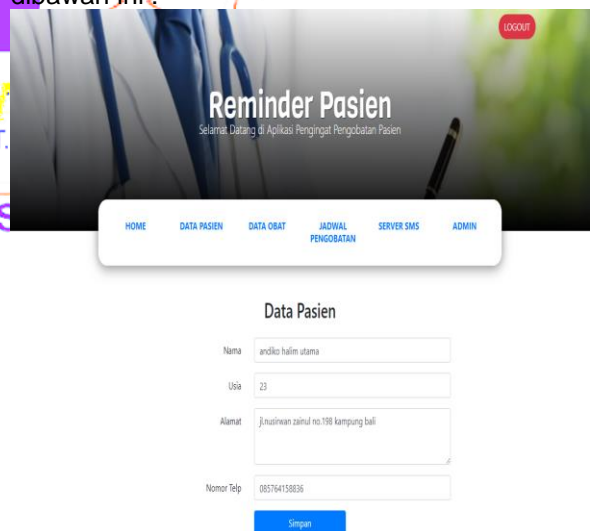 dibawah ini :
LOGOUT
Reminder Pasien
Selamat Datang di Aplikasi Pengingat Pengobatan Pasien
HOME DATA PASIEN DATA OBAT JADWAL PENGOBATAN SERVER SMS ADMIN
Data Pasien
Nama andiko halim utama
Usia 23
Alamat jl.nusirwan zainul no.198 kampung bali
Nomor Telp 085764158836
Simpan